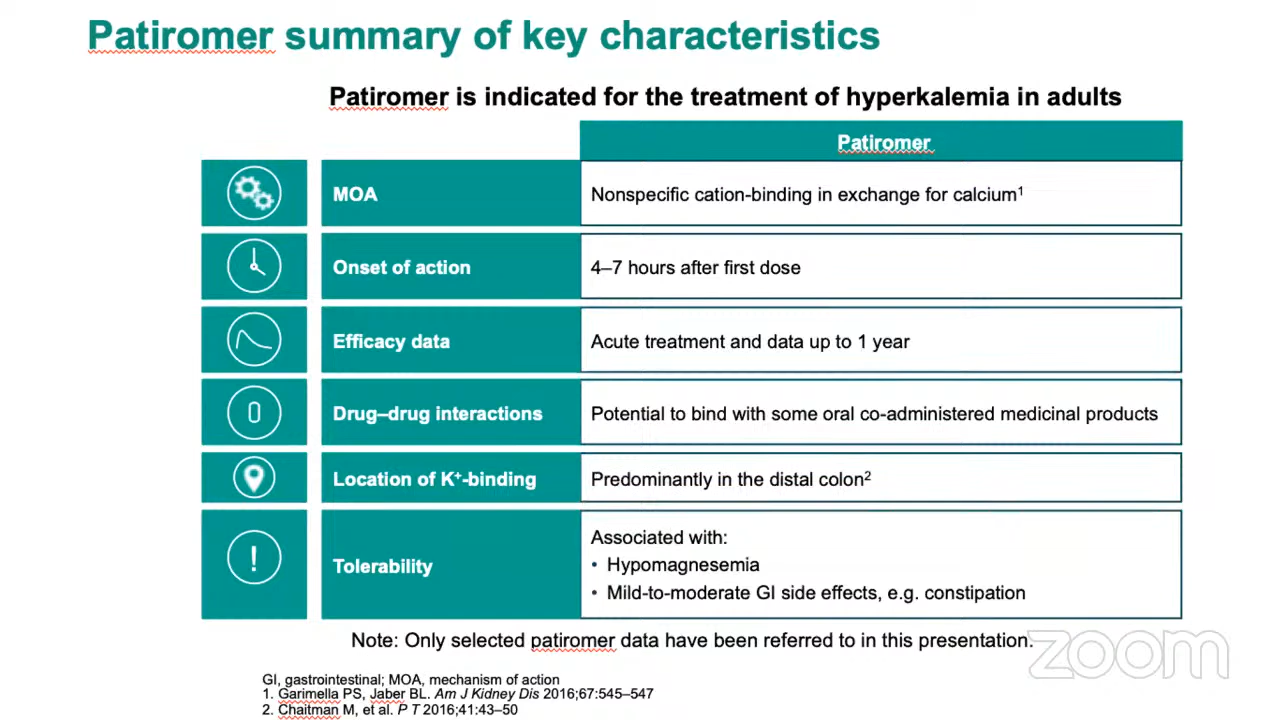 Patiromer summary of key characteristics
Patiromer is indicated for the treatment of hyperkalemia in adults
Patiromer
MOA
Nonspecific cation-binding in exchange for calcium¹
Onset of action
4–7 hours after first dose
Efficacy data
Acute treatment and data up to 1 year
Drug–drug interactions
Potential to bind with some oral co-administered medicinal products
Location of K⁺-binding
Predominantly in the distal colon²
!
Tolerability
Associated with:
• Hypomagnesemia
• Mild-to-moderate GI side effects, e.g. constipation
Note: Only selected patiromer data have been referred to in this presentation.
zoom
GI, gastrointestinal; MOA, mechanism of action
1. Garimella PS, Jaber BL. Am J Kidney Dis 2016;67:545–547
2. Chaitman M, et al. P T 2016;41:43–50